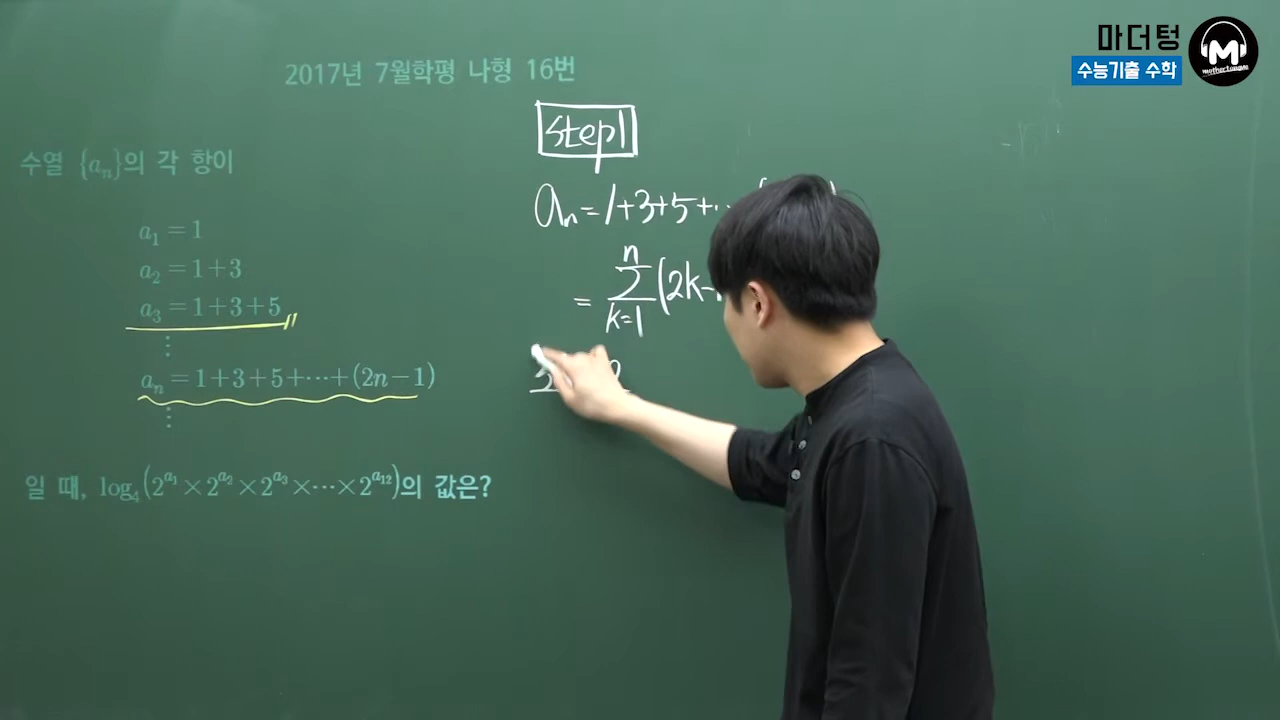 마더텅
수능기출 수학
M
mothertongue
2017년 7월학평 나형 16번
수열 {aₙ}의 각 항이
a₁ = 1
a₂ = 1+3
a₃ = 1+3+5
⋮
aₙ = 1+3+5+⋯+(2n−1)
⋮
일 때, log₄(2^{a₁}×2^{a₂}×2^{a₃}×⋯×2^{a₁₂})의 값은?
Step1
aₙ=1+3+5+⋯
= ∑_{k=1}^{n} (2k−